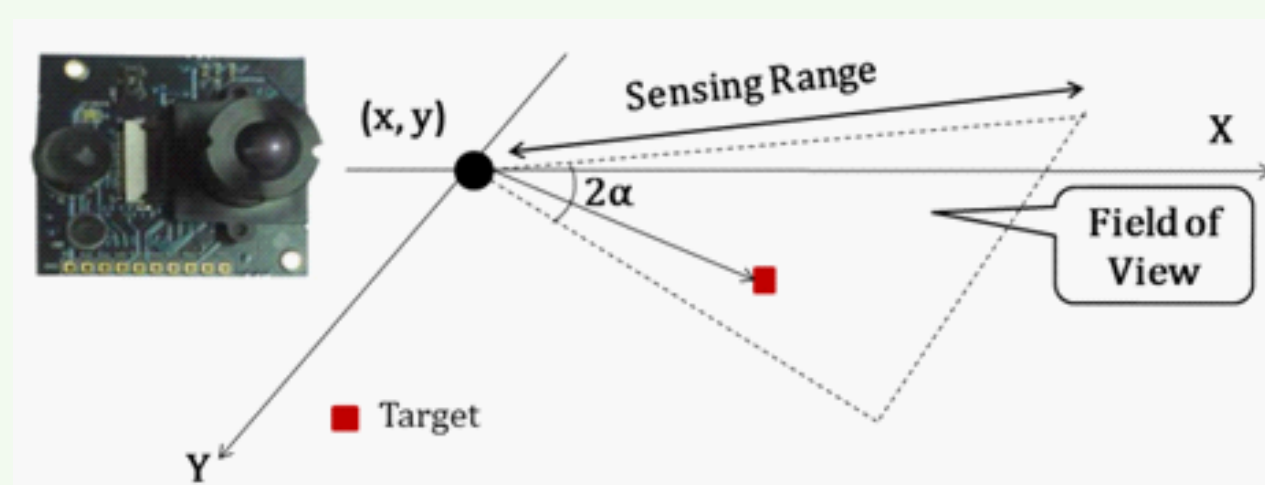 Sensing Range
(x, y)
X
2α
Field of
View
Target
Y